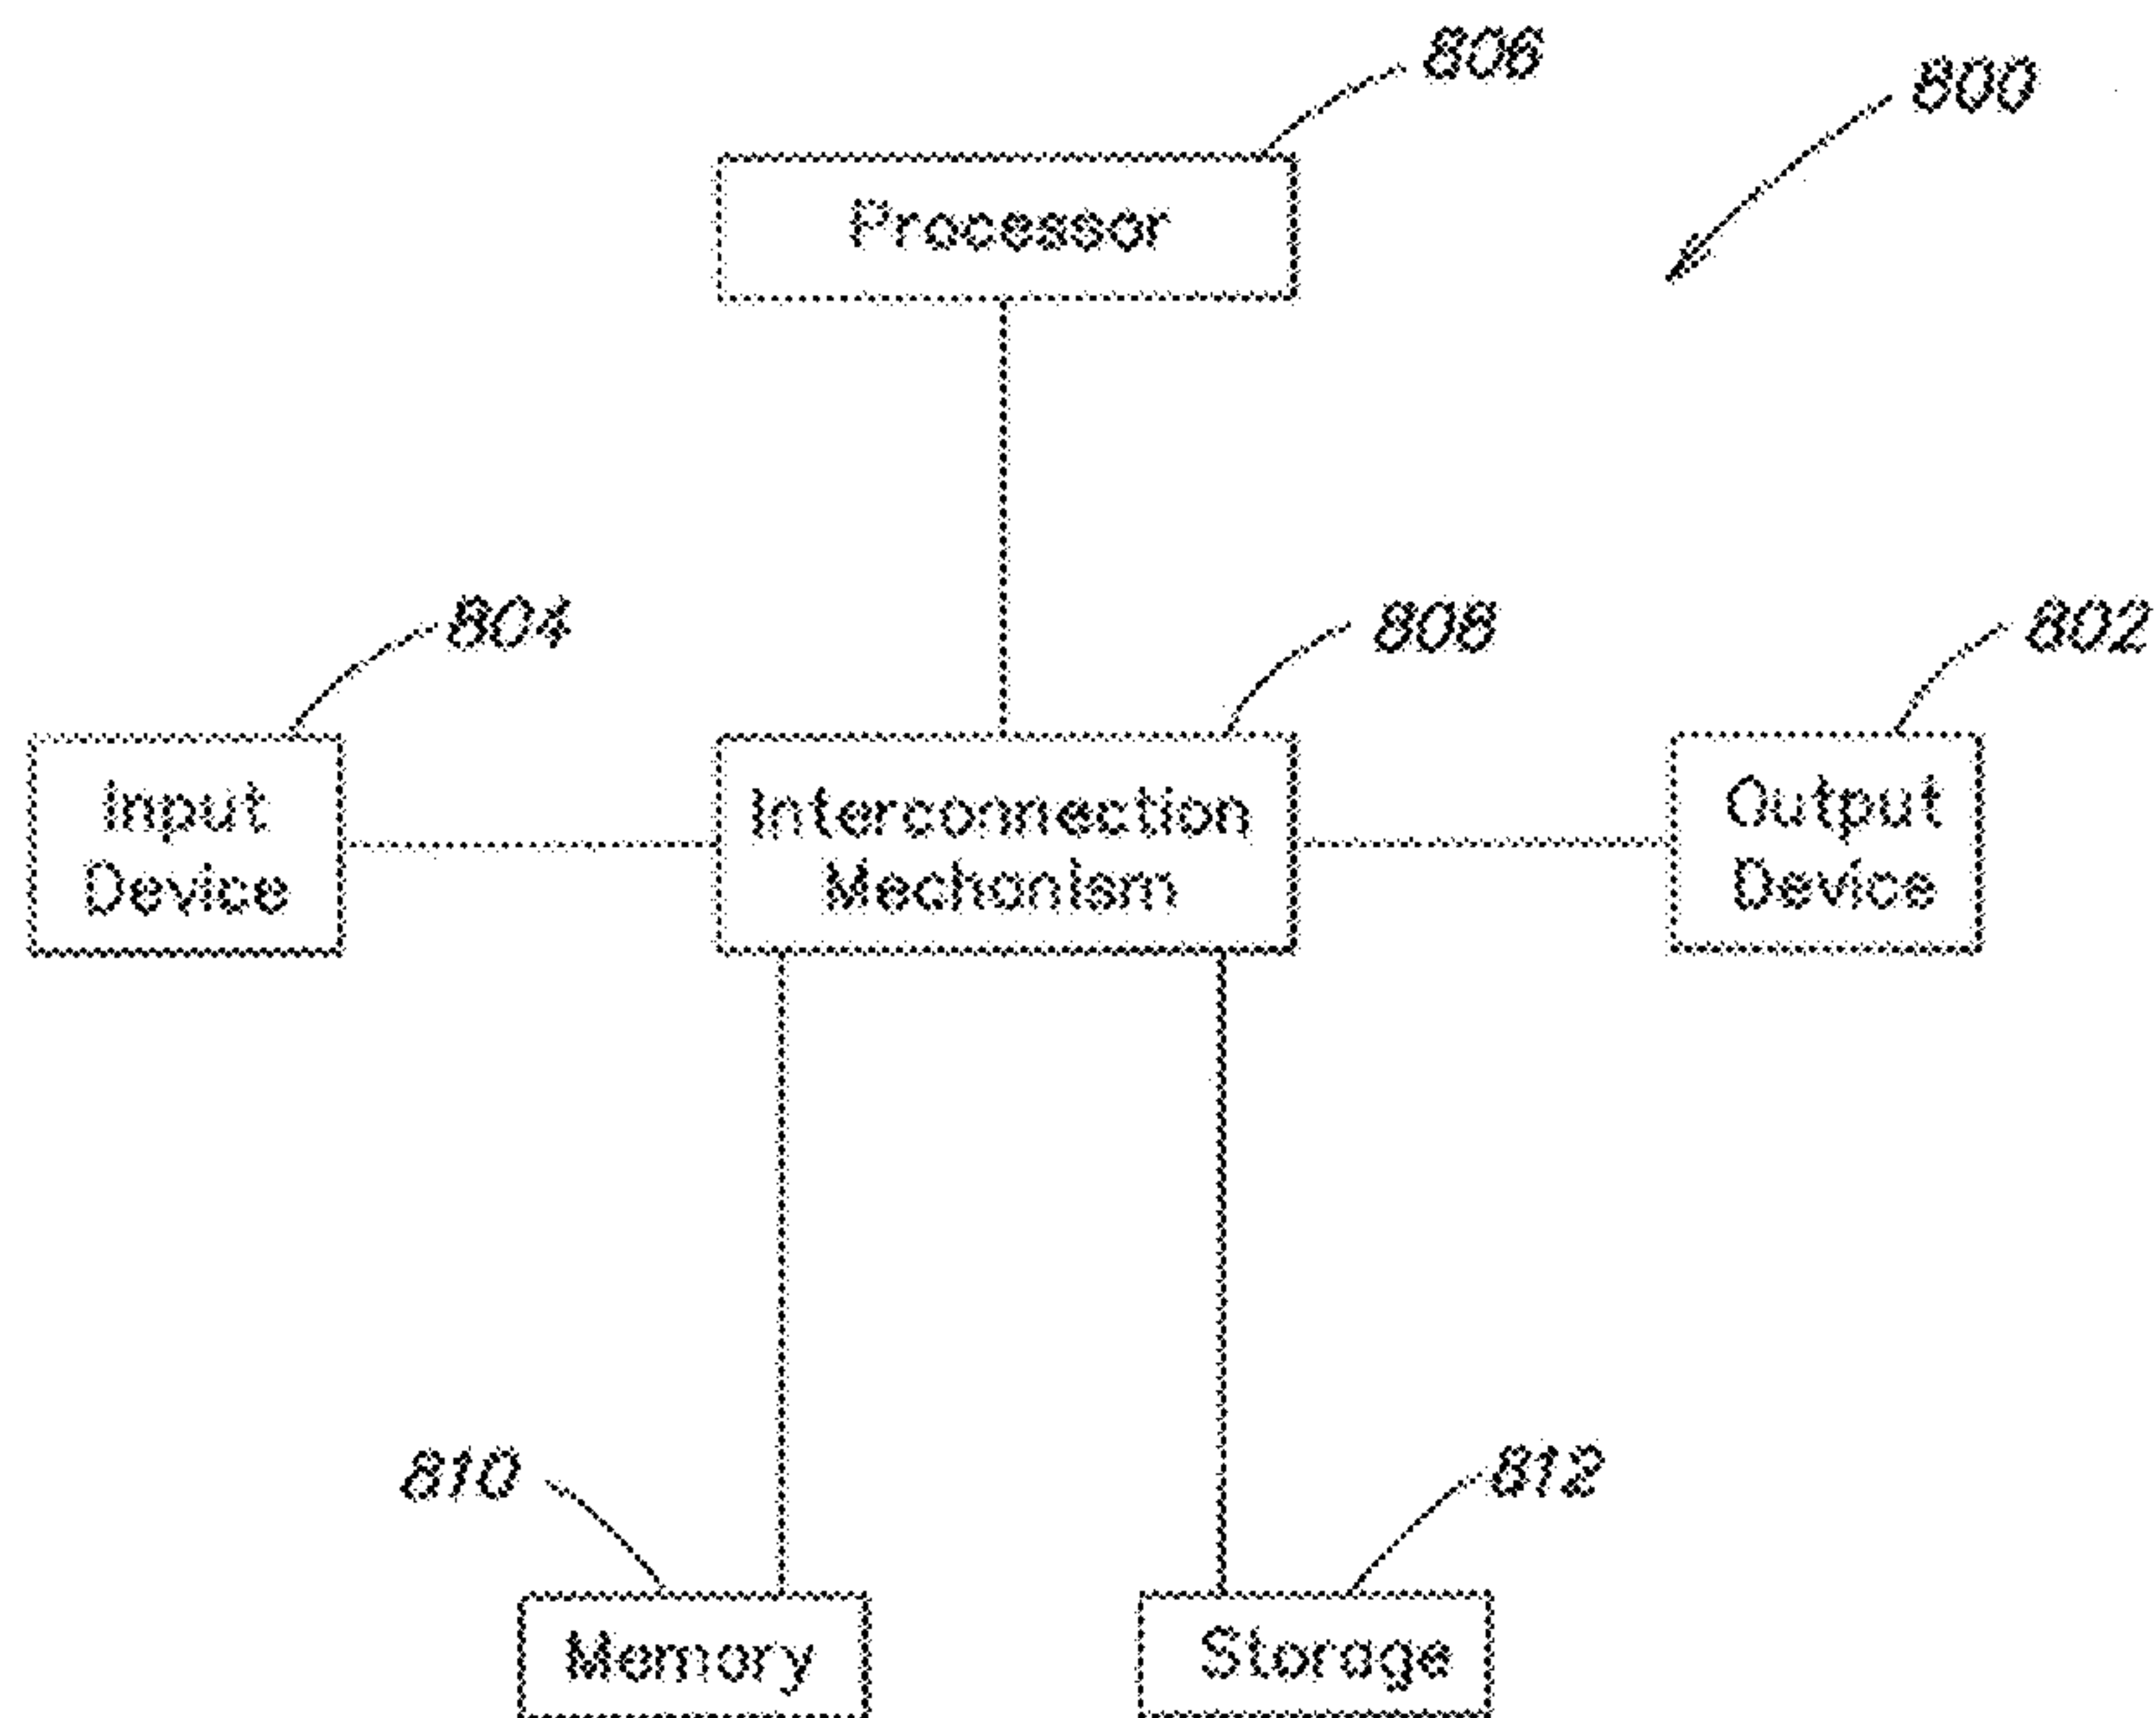 806
800
Processor
804
808
802
Input
Device
Interconnection
Mechanism
Output
Device
810
812
Memory
Storage